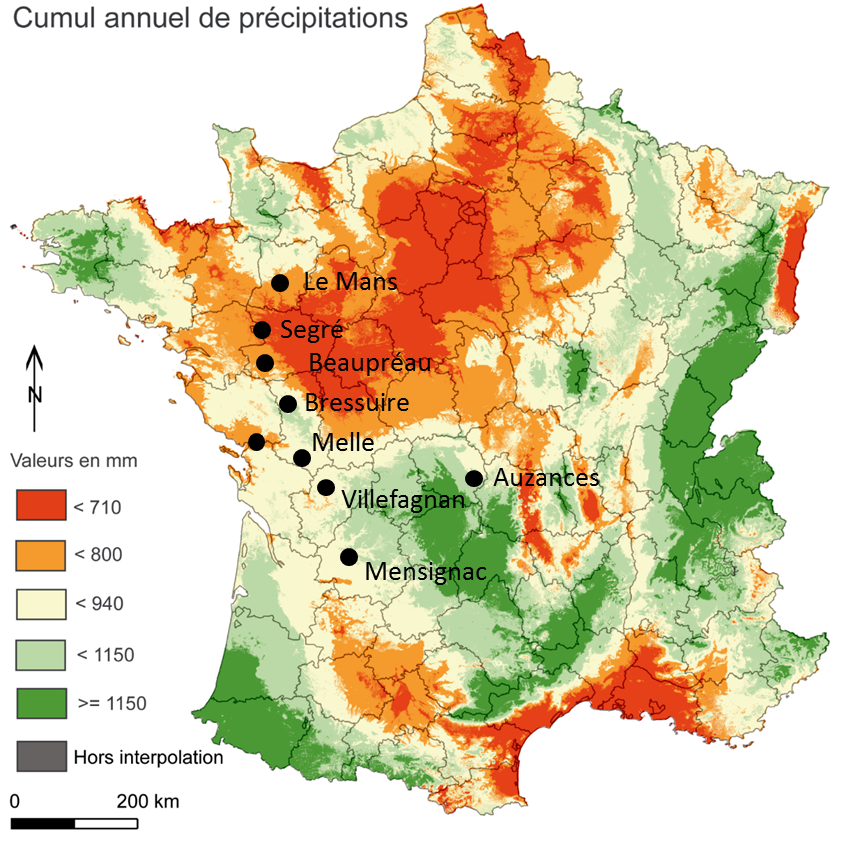 Cumul annuel de précipitations
Le Mans
Segré
Beaupréau
N
Bressuire
Melle
Valeurs en mm
Auzances
Villefagnan
< 710
< 800
Mensignac
< 940
< 1150
>= 1150
Hors interpolation
0 200 km